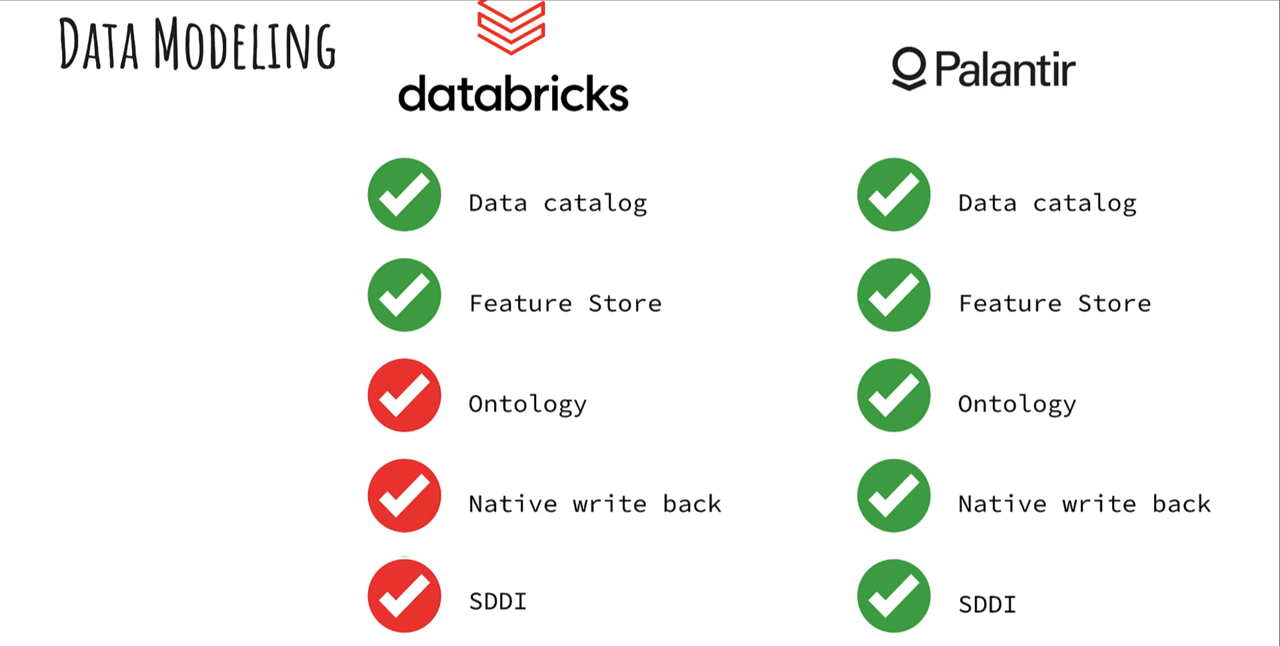 DATA MODELING
databricks
Palantir
Data catalog
Feature Store
Ontology
Native write back
SDDI
Data catalog
Feature Store
Ontology
Native write back
SDDI